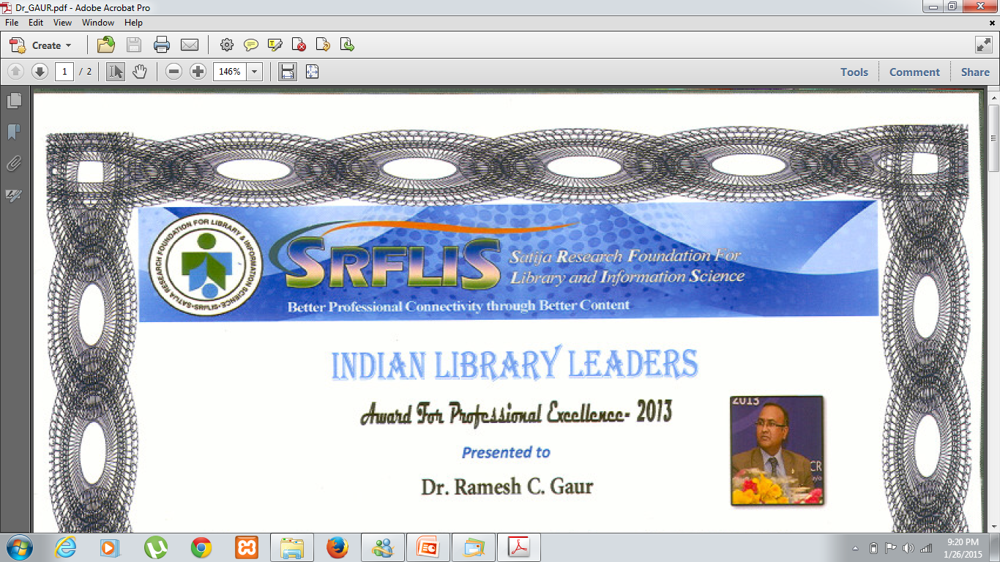 Dr_GAUR.pdf - Adobe Acrobat Pro
File Edit View Window Help
Create
1 / 2
146%
Tools Comment Share
SATIJA RESEARCH FOUNDATION FOR LIBRARY & INFORMATION SCIENCE
SRFLIS
SRFLIS
Satija Research Foundation For
Library and Information Science
Better Professional Connectivity through Better Content
INDIAN LIBRARY LEADERS
Award For Professional Excellence- 2013
2013
Presented to
CR
Dr. Ramesh C. Gaur
9:20 PM
1/26/2015